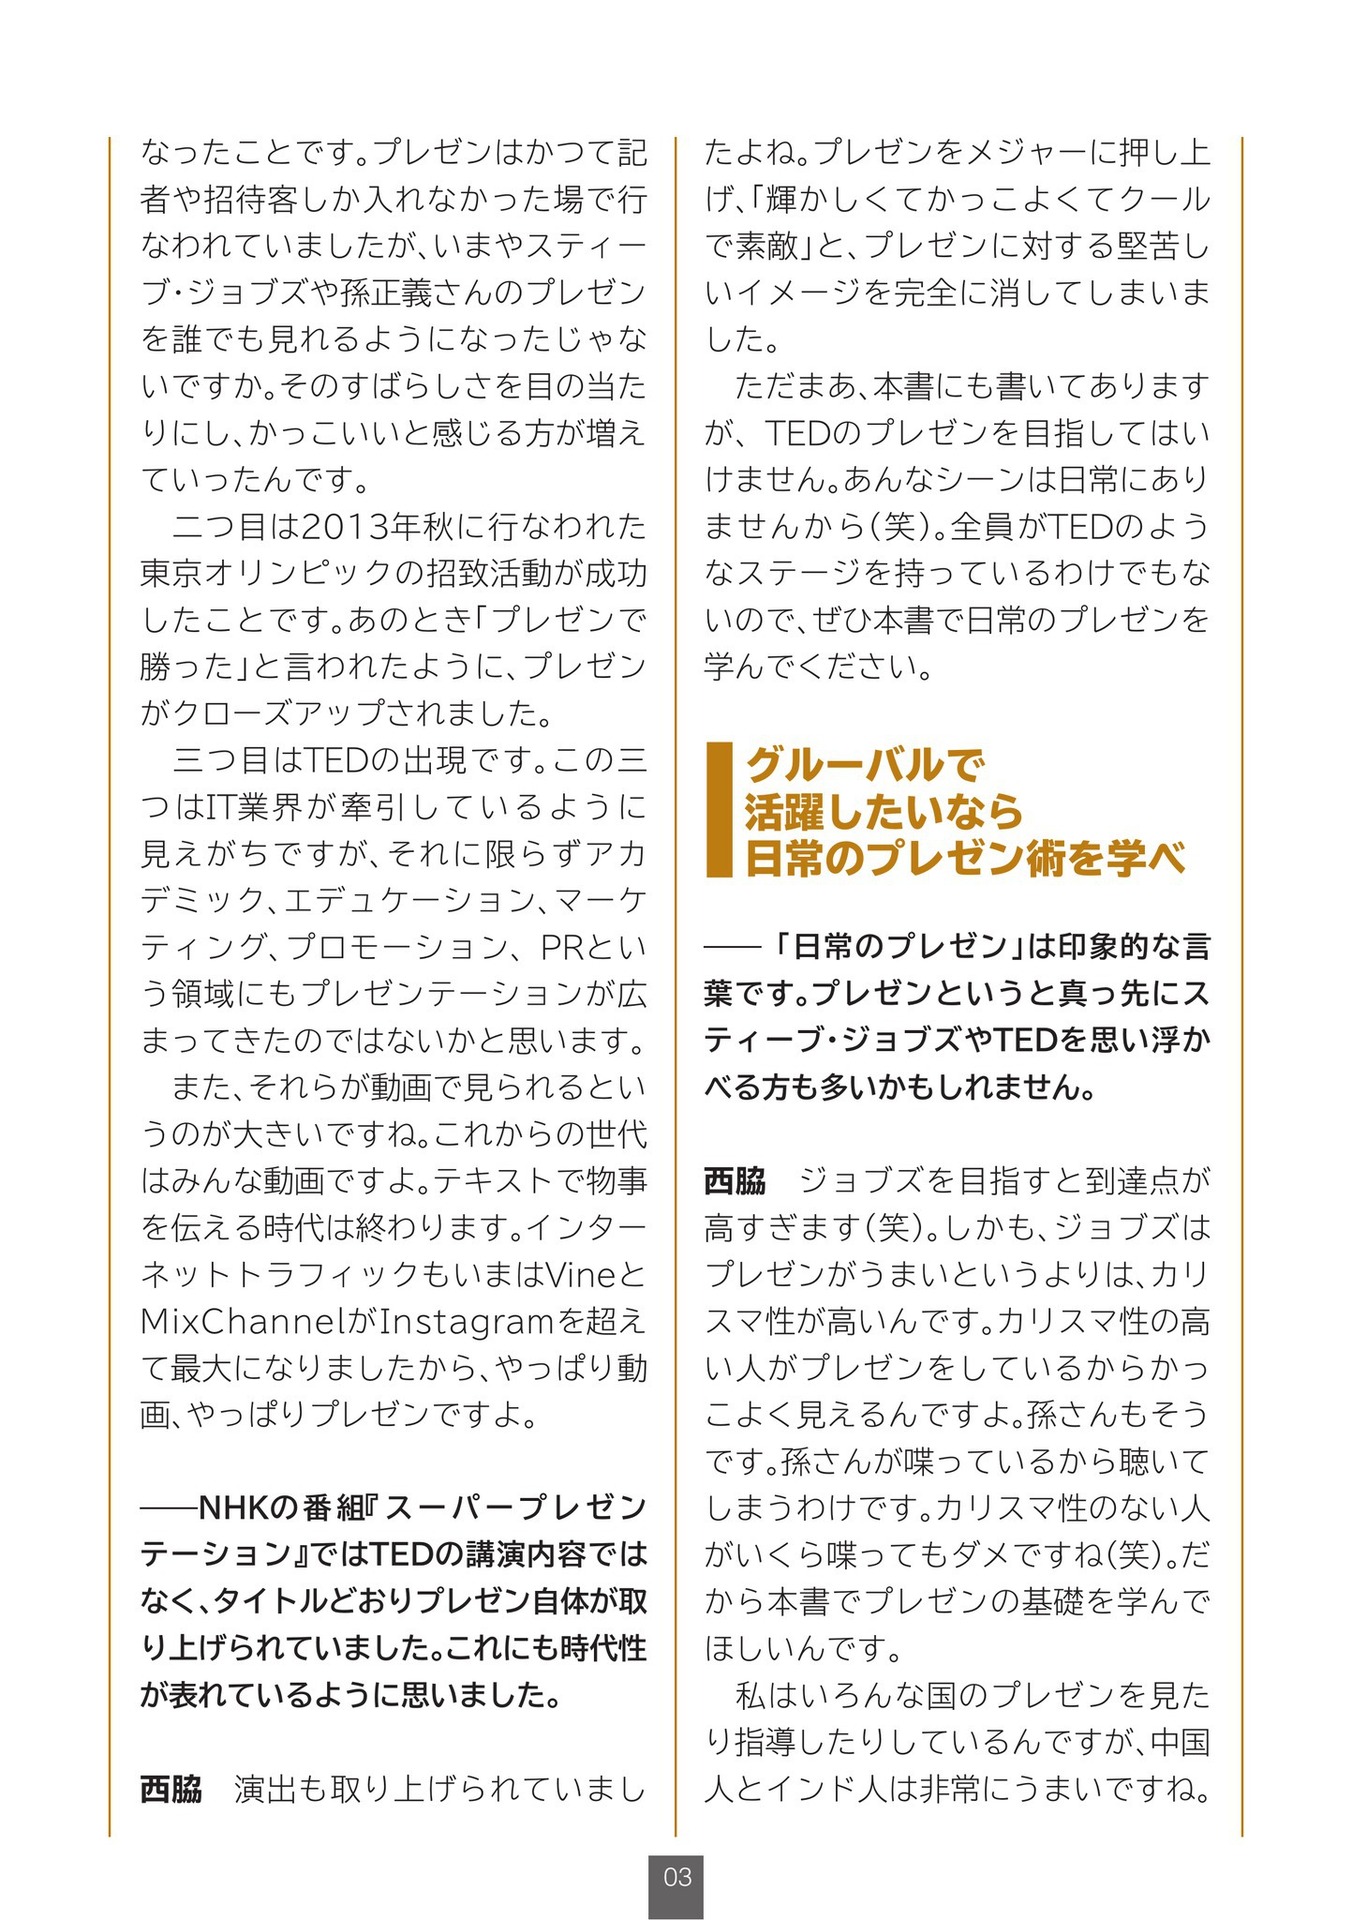 なったことです。プレゼンはかつて記
者や招待客しか入れなかった場で行
なわれていましたが、いまやスティー
ブ・ジョブズや孫正義さんのプレゼン
を誰でも見れるようになったじゃな
いですか。そのすばらしさを目の当た
りにし、かっこいいと感じる方が増え
ていったんです。
　二つ目は2013年秋に行なわれた
東京オリンピックの招致活動が成功
したことです。あのとき「プレゼンで
勝った」と言われたように、プレゼン
がクローズアップされました。
　三つ目はTEDの出現です。この三
つはIT業界が牽引しているように
見えがちですが、それに限らずアカ
デミック、エデュケーション、マーケ
ティング、プロモーション、PRとい
う領域にもプレゼンテーションが広
まってきたのではないかと思います。
　また、それらが動画で見られるとい
うのが大きいですね。これからの世代
はみんな動画ですよ。テキストで物事
を伝える時代は終わります。インター
ネットトラフィックもいまはVineと
MixChannelがInstagramを超え
て最大になりましたから、やっぱり動
画、やっぱりプレゼンですよ。
――NHKの番組『スーパープレゼン
テーション』ではTEDの講演内容では
なく、タイトルどおりプレゼン自体が取
り上げられていました。これにも時代性
が表れているように思いました。
西脇　演出も取り上げられていまし
たよね。プレゼンをメジャーに押し上
げ、「輝かしくてかっこよくてクール
で素敵」と、プレゼンに対する堅苦し
いイメージを完全に消してしまいま
した。
　ただまあ、本書にも書いてあります
が、TEDのプレゼンを目指してはい
けません。あんなシーンは日常にあり
ませんから（笑）。全員がTEDのよう
なステージを持っているわけでもな
いので、ぜひ本書で日常のプレゼンを
学んでください。
グルーバルで
活躍したいなら
日常のプレゼン術を学べ
――「日常のプレゼン」は印象的な言
葉です。プレゼンというと真っ先にス
ティーブ・ジョブズやTEDを思い浮か
べる方も多いかもしれません。
西脇　ジョブズを目指すと到達点が
高すぎます（笑）。しかも、ジョブズは
プレゼンがうまいというよりは、カリ
スマ性が高いんです。カリスマ性の高
い人がプレゼンをしているからかっ
こよく見えるんですよ。孫さんもそう
です。孫さんが喋っているから聴いて
しまうわけです。カリスマ性のない人
がいくら喋ってもダメですね（笑）。だ
から本書でプレゼンの基礎を学んで
ほしいんです。
　私はいろんな国のプレゼンを見た
り指導したりしているんですが、中国
人とインド人は非常にうまいですね。
03